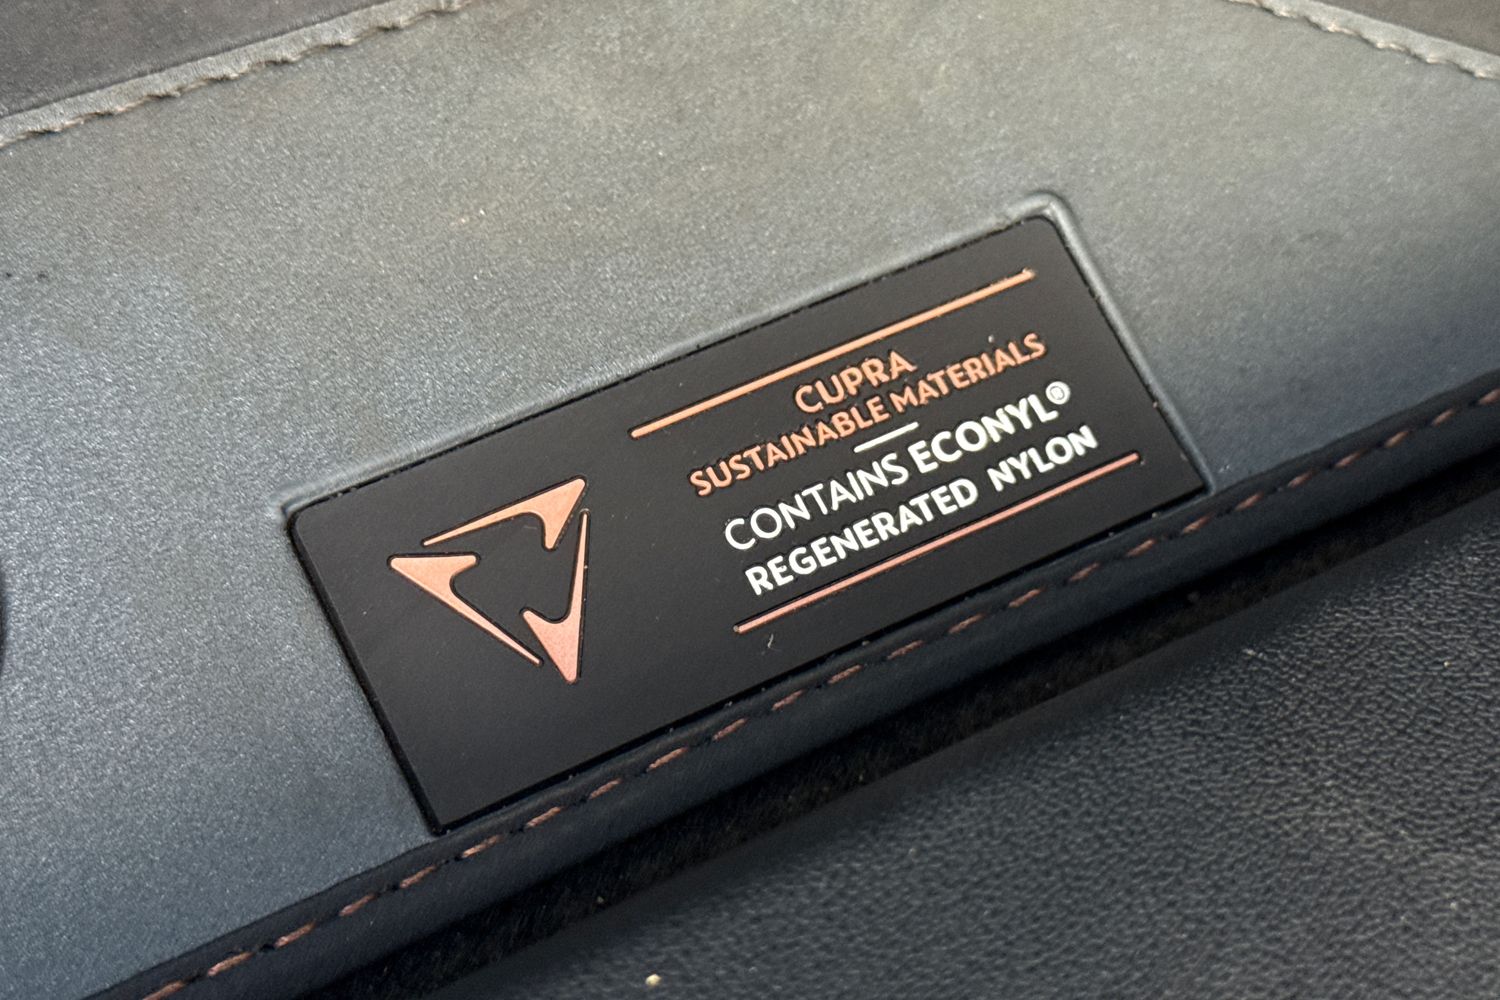 CUPRA
SUSTAINABLE MATERIALS
CONTAINS ECONYL®
REGENERATED NYLON